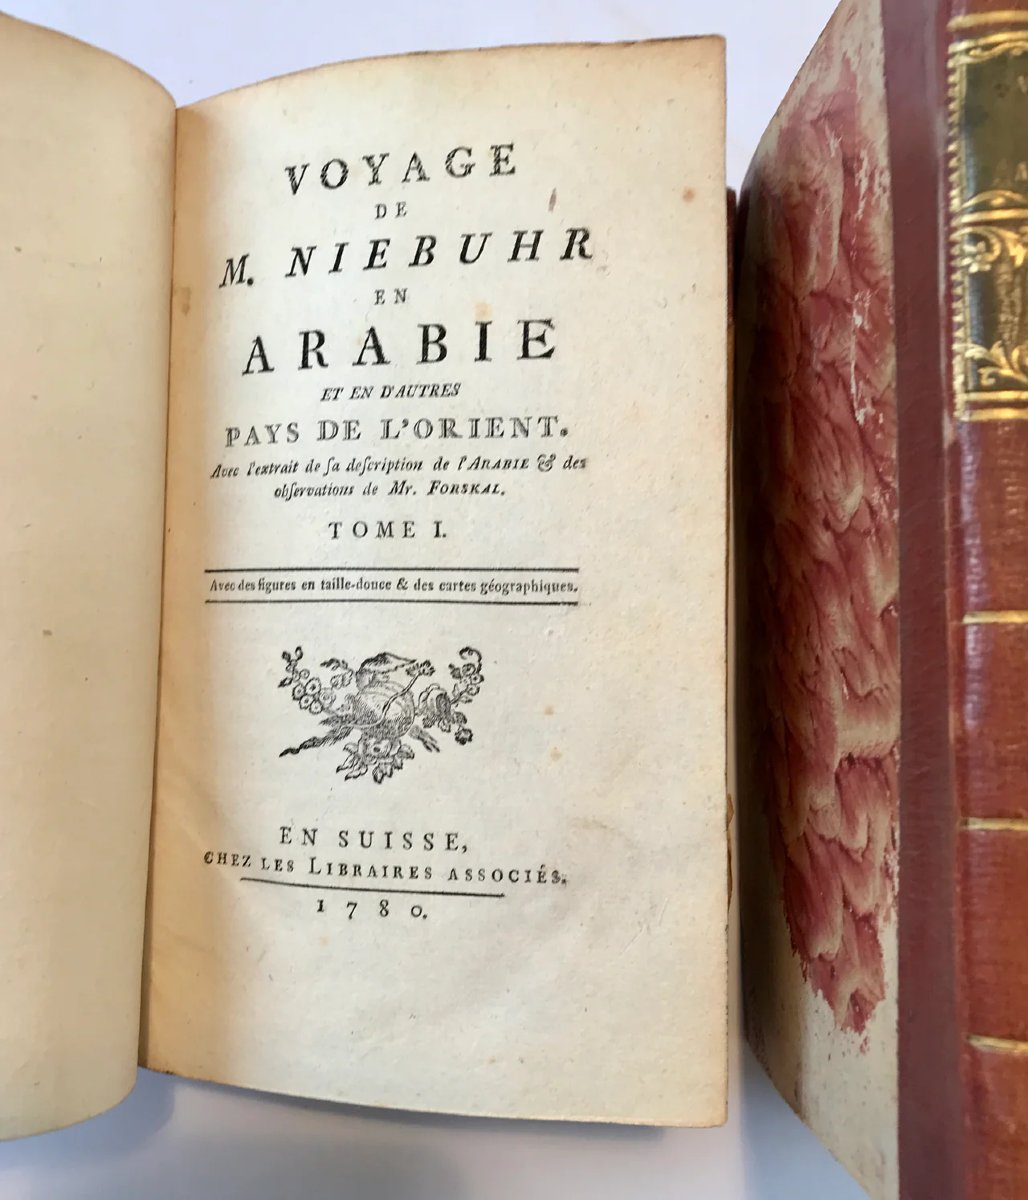 VOYAGE
DE
M. NIEBUHR
EN
ARABIE
ET EN D'AUTRES
PAYS DE L'ORIENT.
Avec l'extrait de ſa deſcription de l'ARABIE & des
obſervations de Mr. FORSKAL.
TOME I.
Avec des figures en taille-douce & des cartes géographiques.
EN SUISSE,
CHEZ LES LIBRAIRES ASSOCIÉS.
1780.